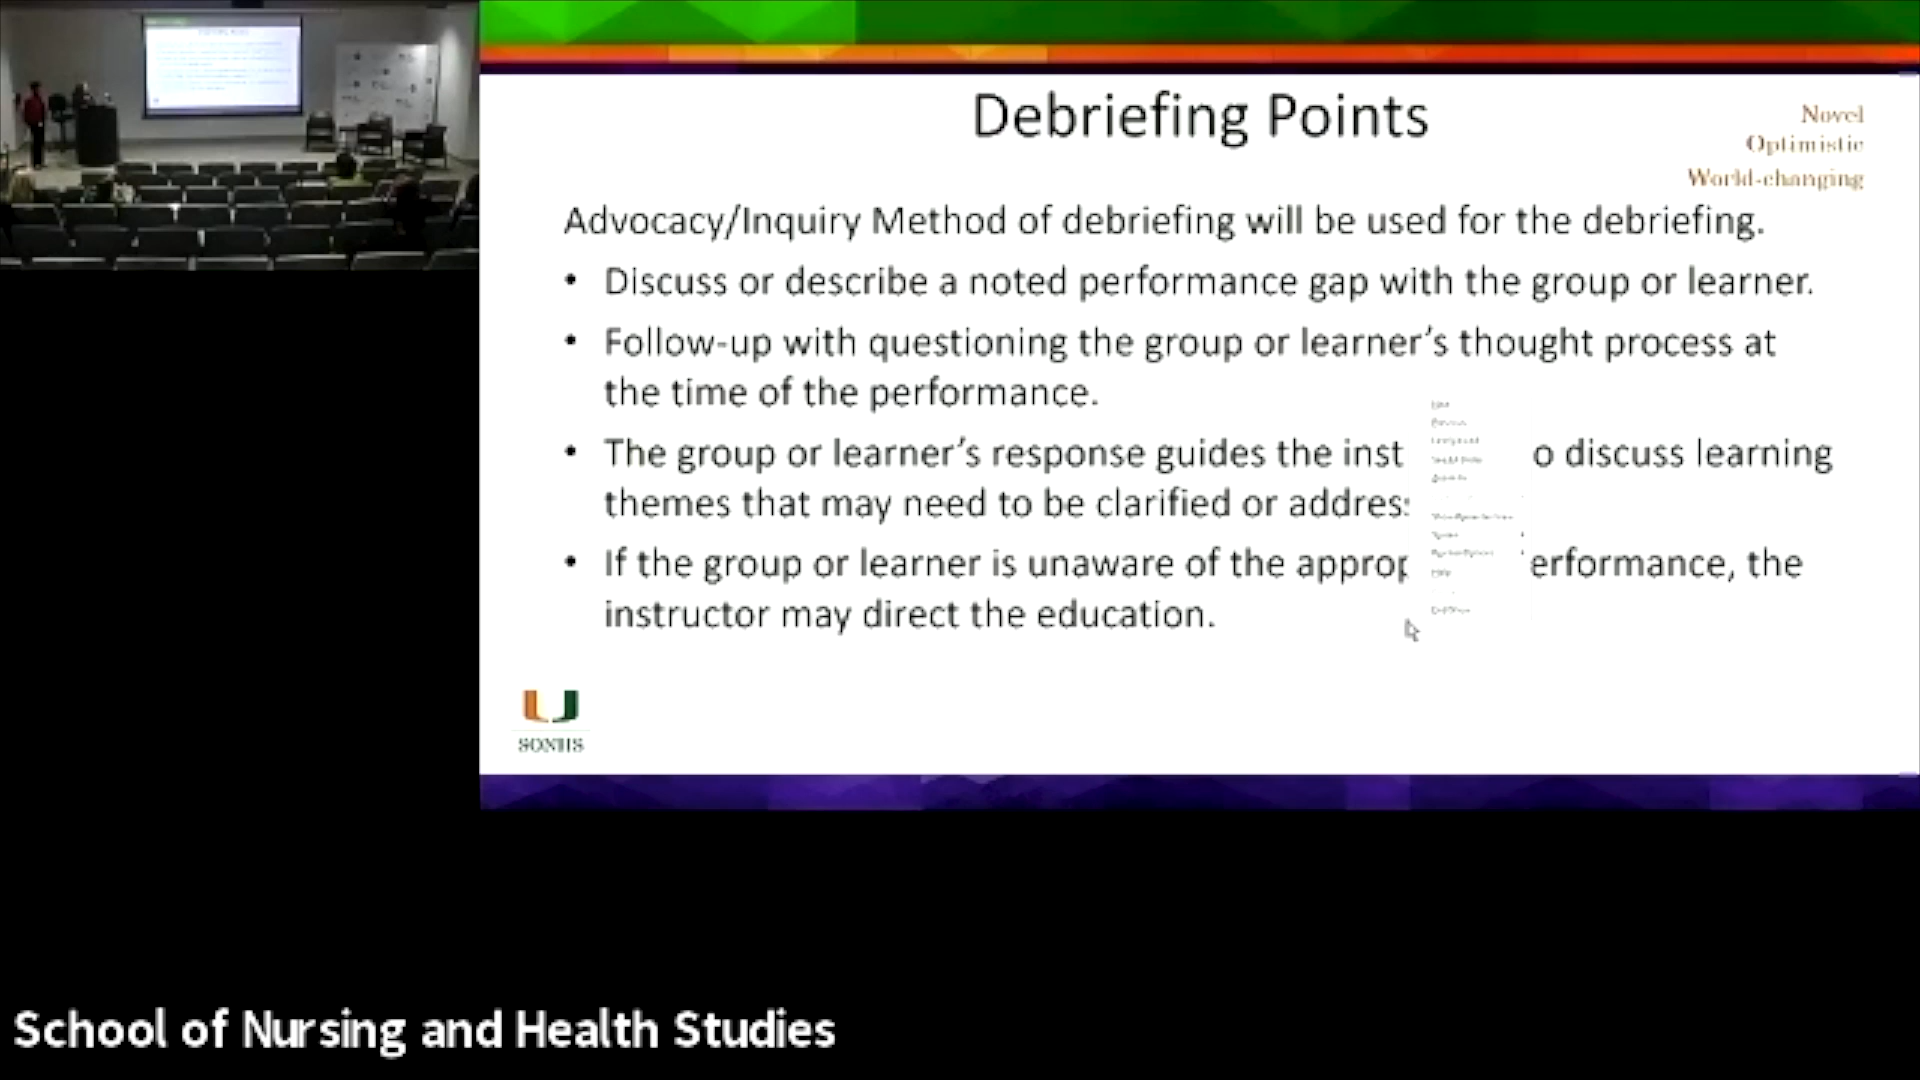 Debriefing Points
Novel
Optimistic
World-changing
Advocacy/Inquiry Method of debriefing will be used for the debriefing.
• Discuss or describe a noted performance gap with the group or learner.
• Follow-up with questioning the group or learner’s thought process at
the time of the performance.
• The group or learner’s response guides the inst o discuss learning
themes that may need to be clarified or addres
• If the group or learner is unaware of the approp erformance, the
instructor may direct the education.
SONHS
School of Nursing and Health Studies